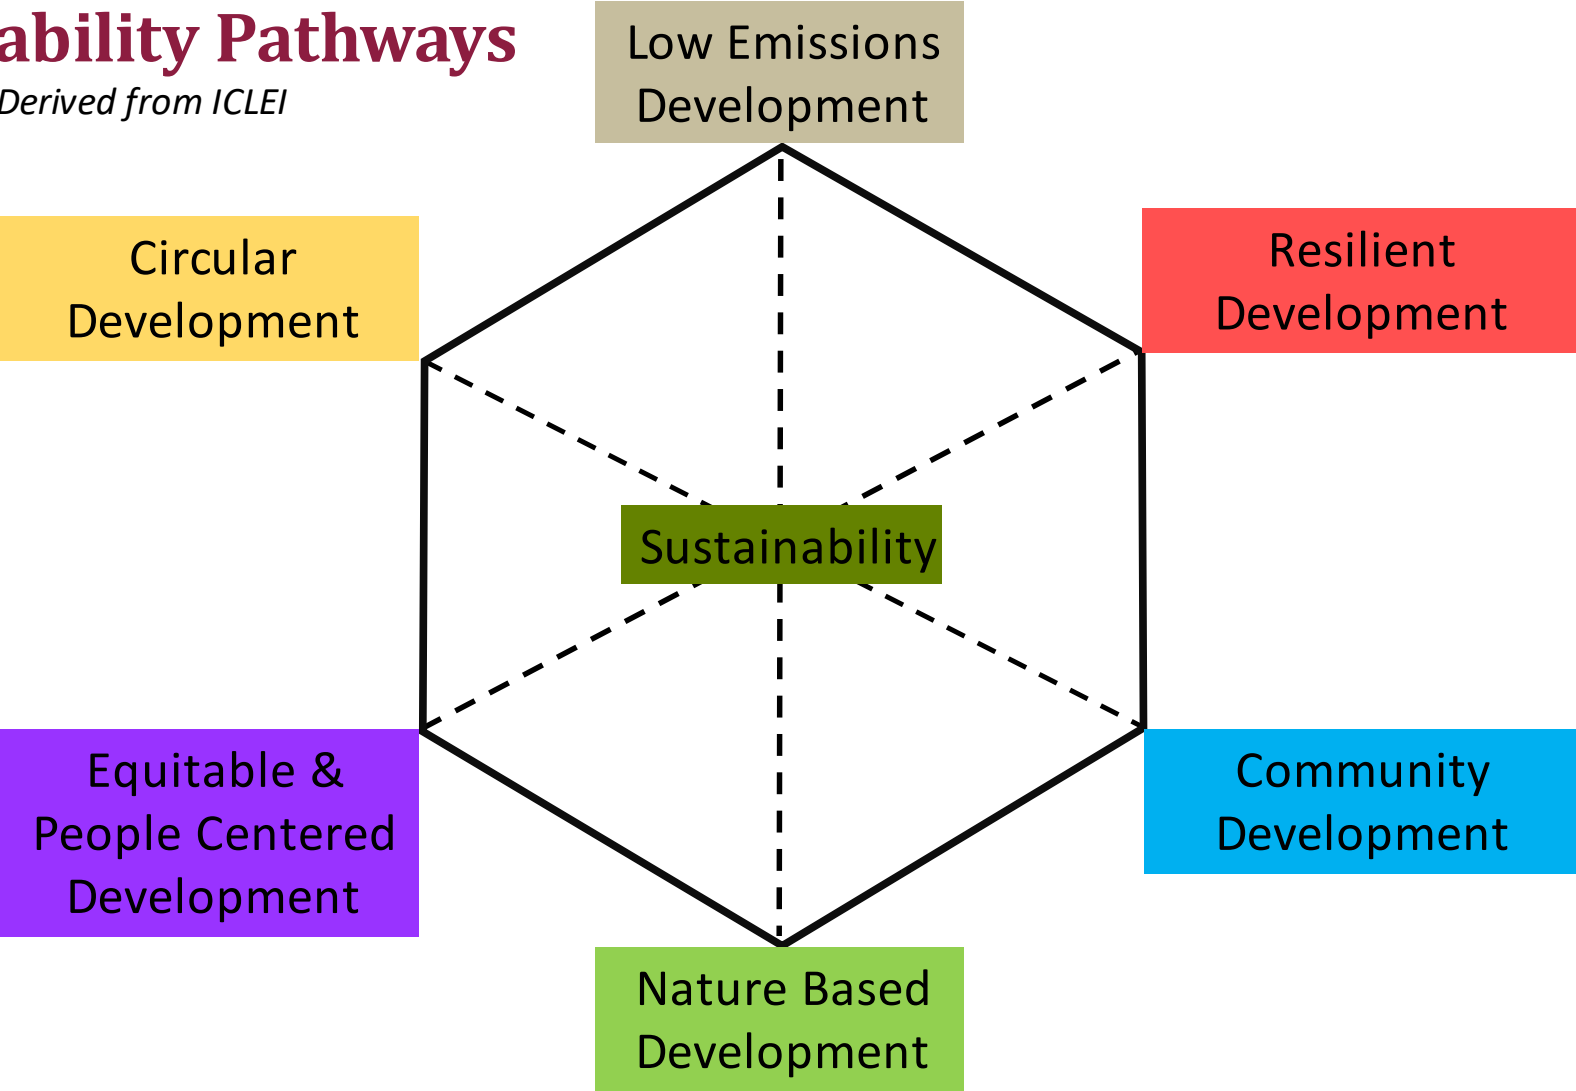 ability Pathways
Derived from ICLEI
Low Emissions
Development
Circular
Development
Resilient
Development
Sustainability
Equitable &
People Centered
Development
Community
Development
Nature Based
Development